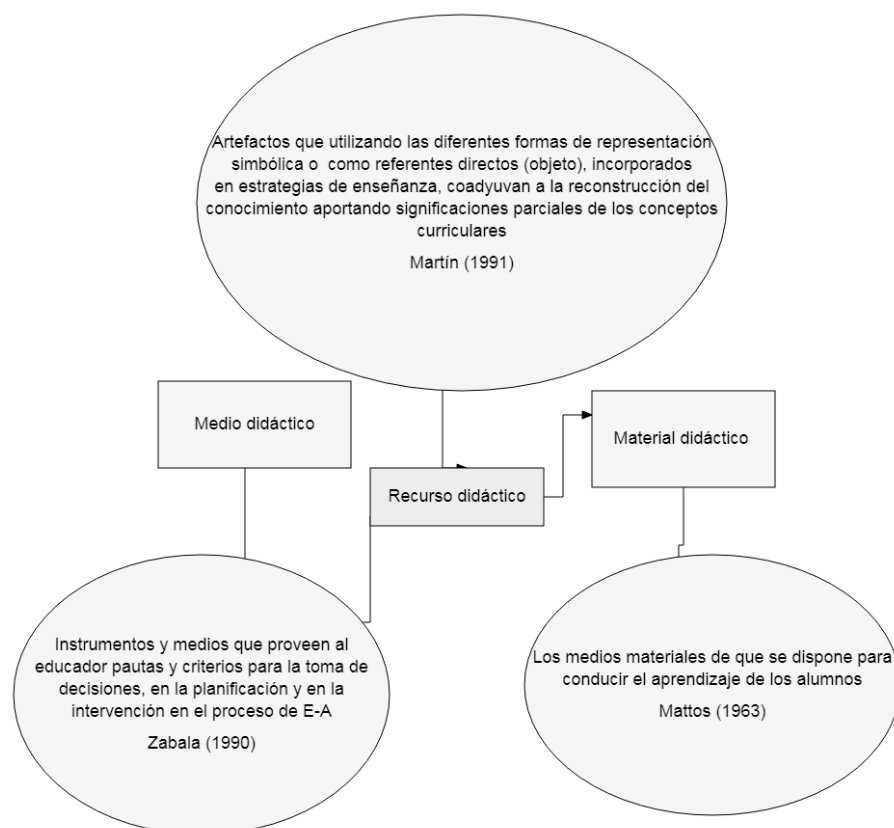 Artefactos que utilizando las diferentes formas de representación
simbólica o como referentes directos (objeto), incorporados
en estrategias de enseñanza, coadyuvan a la reconstrucción del
conocimiento aportando significaciones parciales de los conceptos
curriculares
Martín (1991)
Medio didáctico
Material didáctico
Recurso didáctico
Instrumentos y medios que proveen al
educador pautas y criterios para la toma de
decisiones, en la planificación y en la
intervención en el proceso de E-A
Zabala (1990)
Los medios materiales de que se dispone para
conducir el aprendizaje de los alumnos
Mattos (1963)